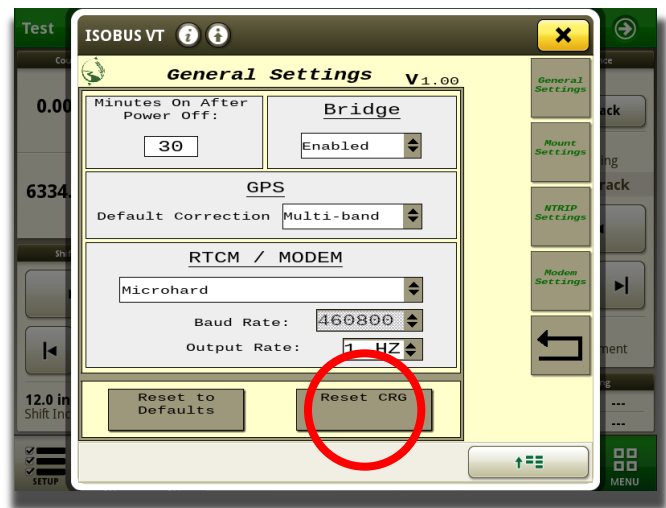 Test
ISOBUS VT
General Settings V1.00
Minutes On After
Power Off:
30
Bridge
Enabled
GPS
Default Correction Multi-band
RTCM / MODEM
Microhard
Baud Rate: 460800
Output Rate: 1 HZ
Reset to
Defaults
Reset CRG
General
Settings
Mount
Settings
NTRIP
Settings
Modem
Settings
0.00
6334.
12.0 in
Shift Inc
SETUP
ack
ing
rack
ment
---
---
MENU